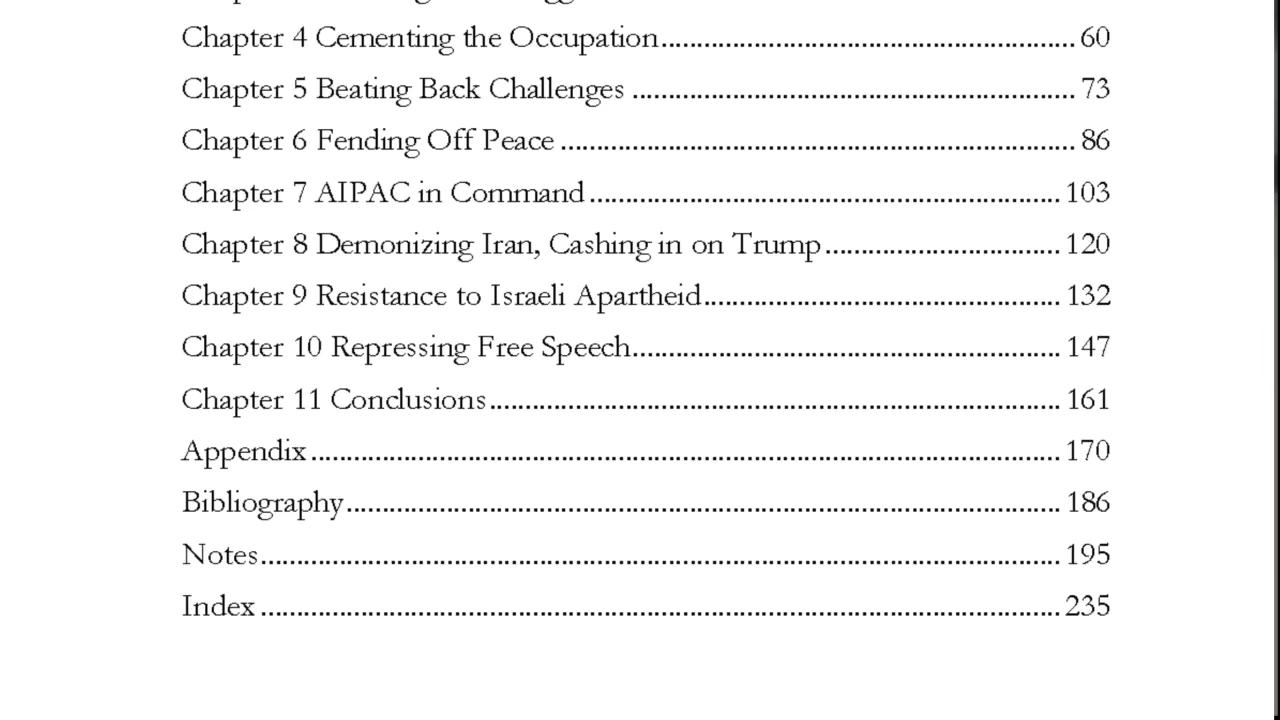 Chapter 4 Cementing the Occupation.................................................... 60
Chapter 5 Beating Back Challenges ........................................................ 73
Chapter 6 Fending Off Peace ................................................................. 86
Chapter 7 AIPAC in Command ........................................................... 103
Chapter 8 Demonizing Iran, Cashing in on Trump.............................. 120
Chapter 9 Resistance to Israeli Apartheid............................................. 132
Chapter 10 Repressing Free Speech...................................................... 147
Chapter 11 Conclusions........................................................................ 161
Appendix ............................................................................................... 170
Bibliography.......................................................................................... 186
Notes..................................................................................................... 195
Index ..................................................................................................... 235